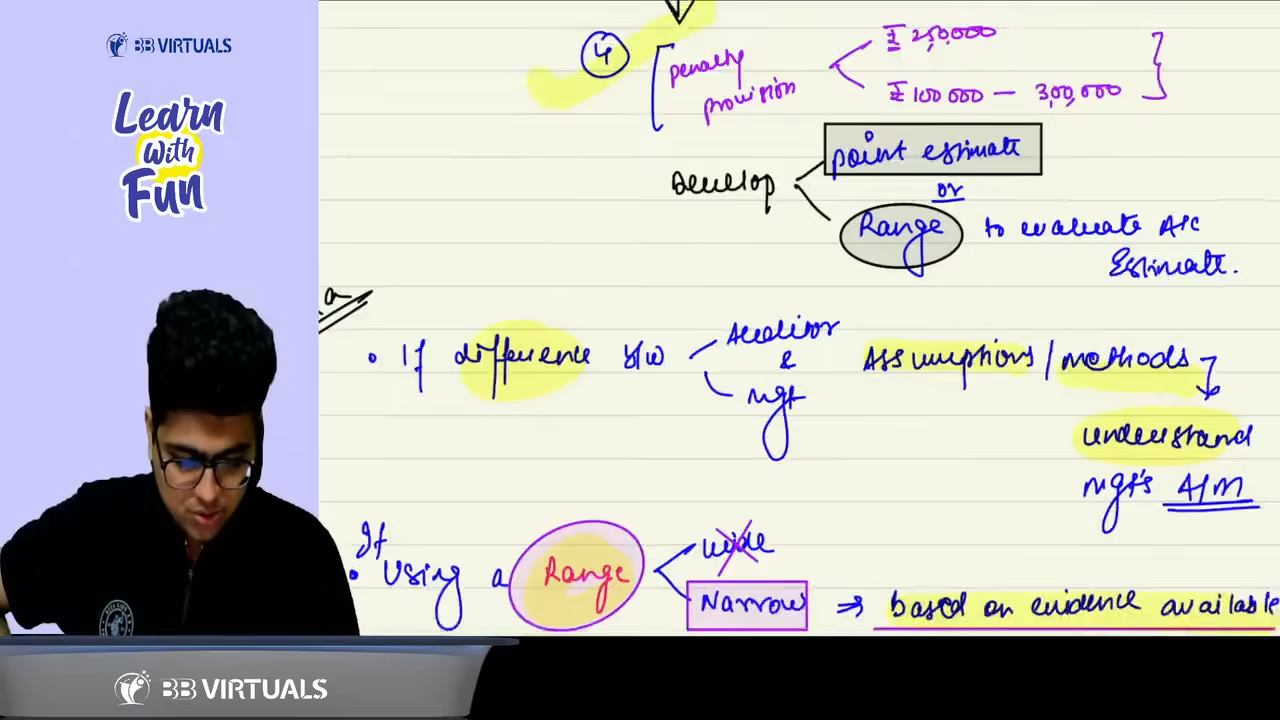 BB VIRTUALS
Learn
With
Fun
4
penalty provision
₹ 250,000
₹ 100 000 — 3,00,000
Develop
point estimate
or
Range to evaluate A/c Estimate.
• If difference b/w Auditor & mgt Assumptions / methods
understand
mgt's A/M
If
• Using a Range
wide
Narrow ⇒ based on evidence available
BB VIRTUALS